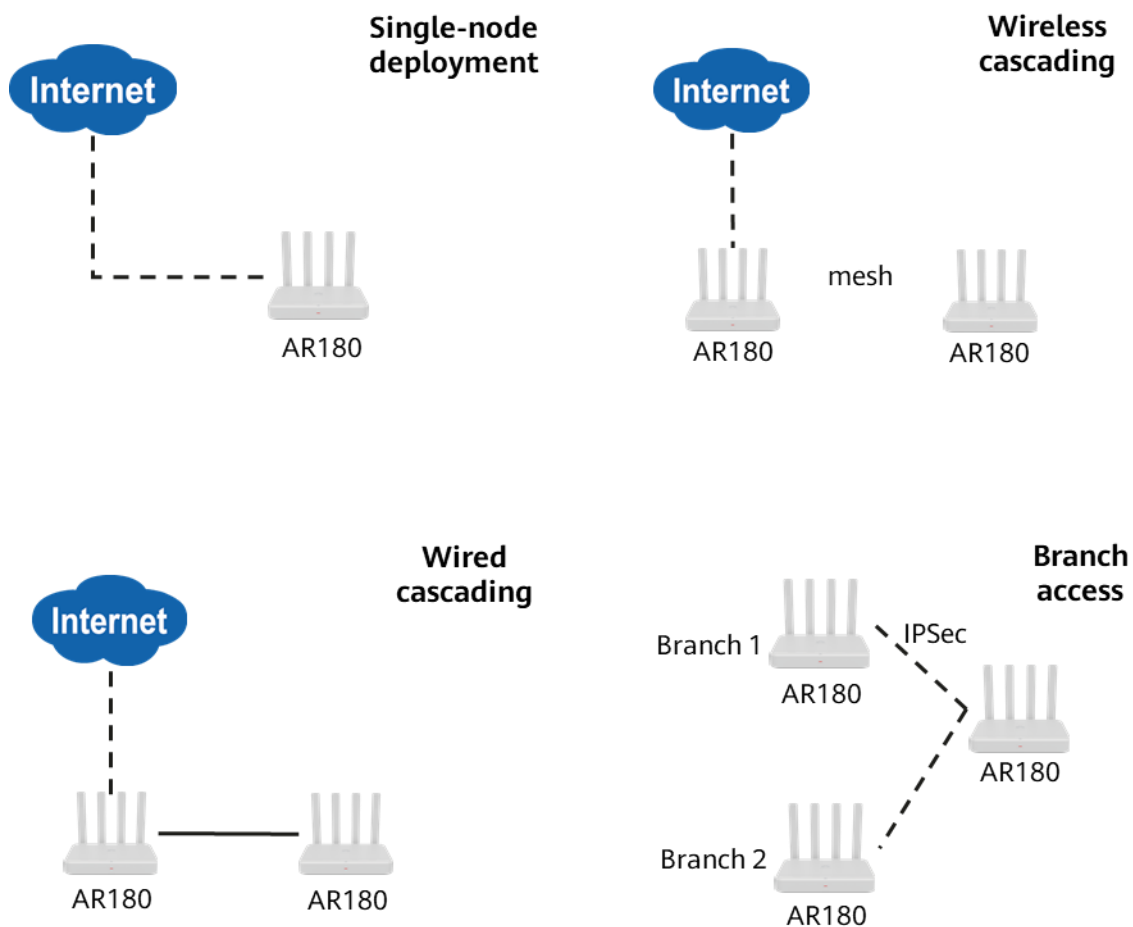 Single-node
deployment
Internet
AR180
Wireless
cascading
Internet
mesh
AR180
AR180
Wired
cascading
Internet
AR180
AR180
Branch
access
Branch 1
IPSec
AR180
AR180
Branch 2
AR180